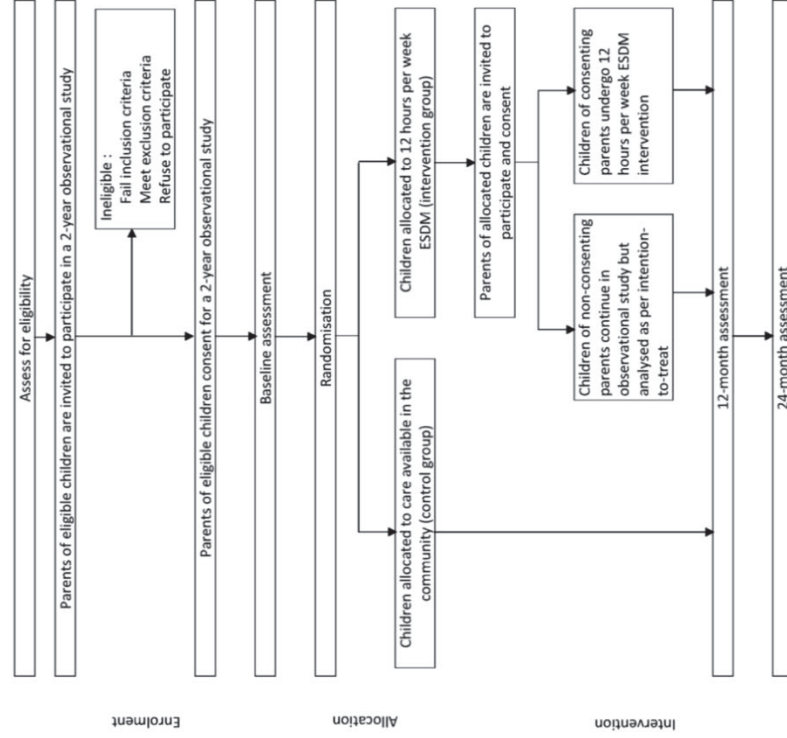 Enrolment
Assess for eligibility
Parents of eligible children are invited to participate in a 2-year observational study
Ineligible :
Fail inclusion criteria
Meet exclusion criteria
Refuse to participate
Parents of eligible children consent for a 2-year observational study
Baseline assessment
Allocation
Randomisation
Children allocated to care available in the
community (control group)
Children allocated to 12 hours per week
ESDM (intervention group)
Parents of allocated children are invited to
participate and consent
Intervention
Children of non-consenting
parents continue in
observational study but
analysed as per intention-
to-treat
Children of consenting
parents undergo 12
hours per week ESDM
intervention
12-month assessment
24-month assessment